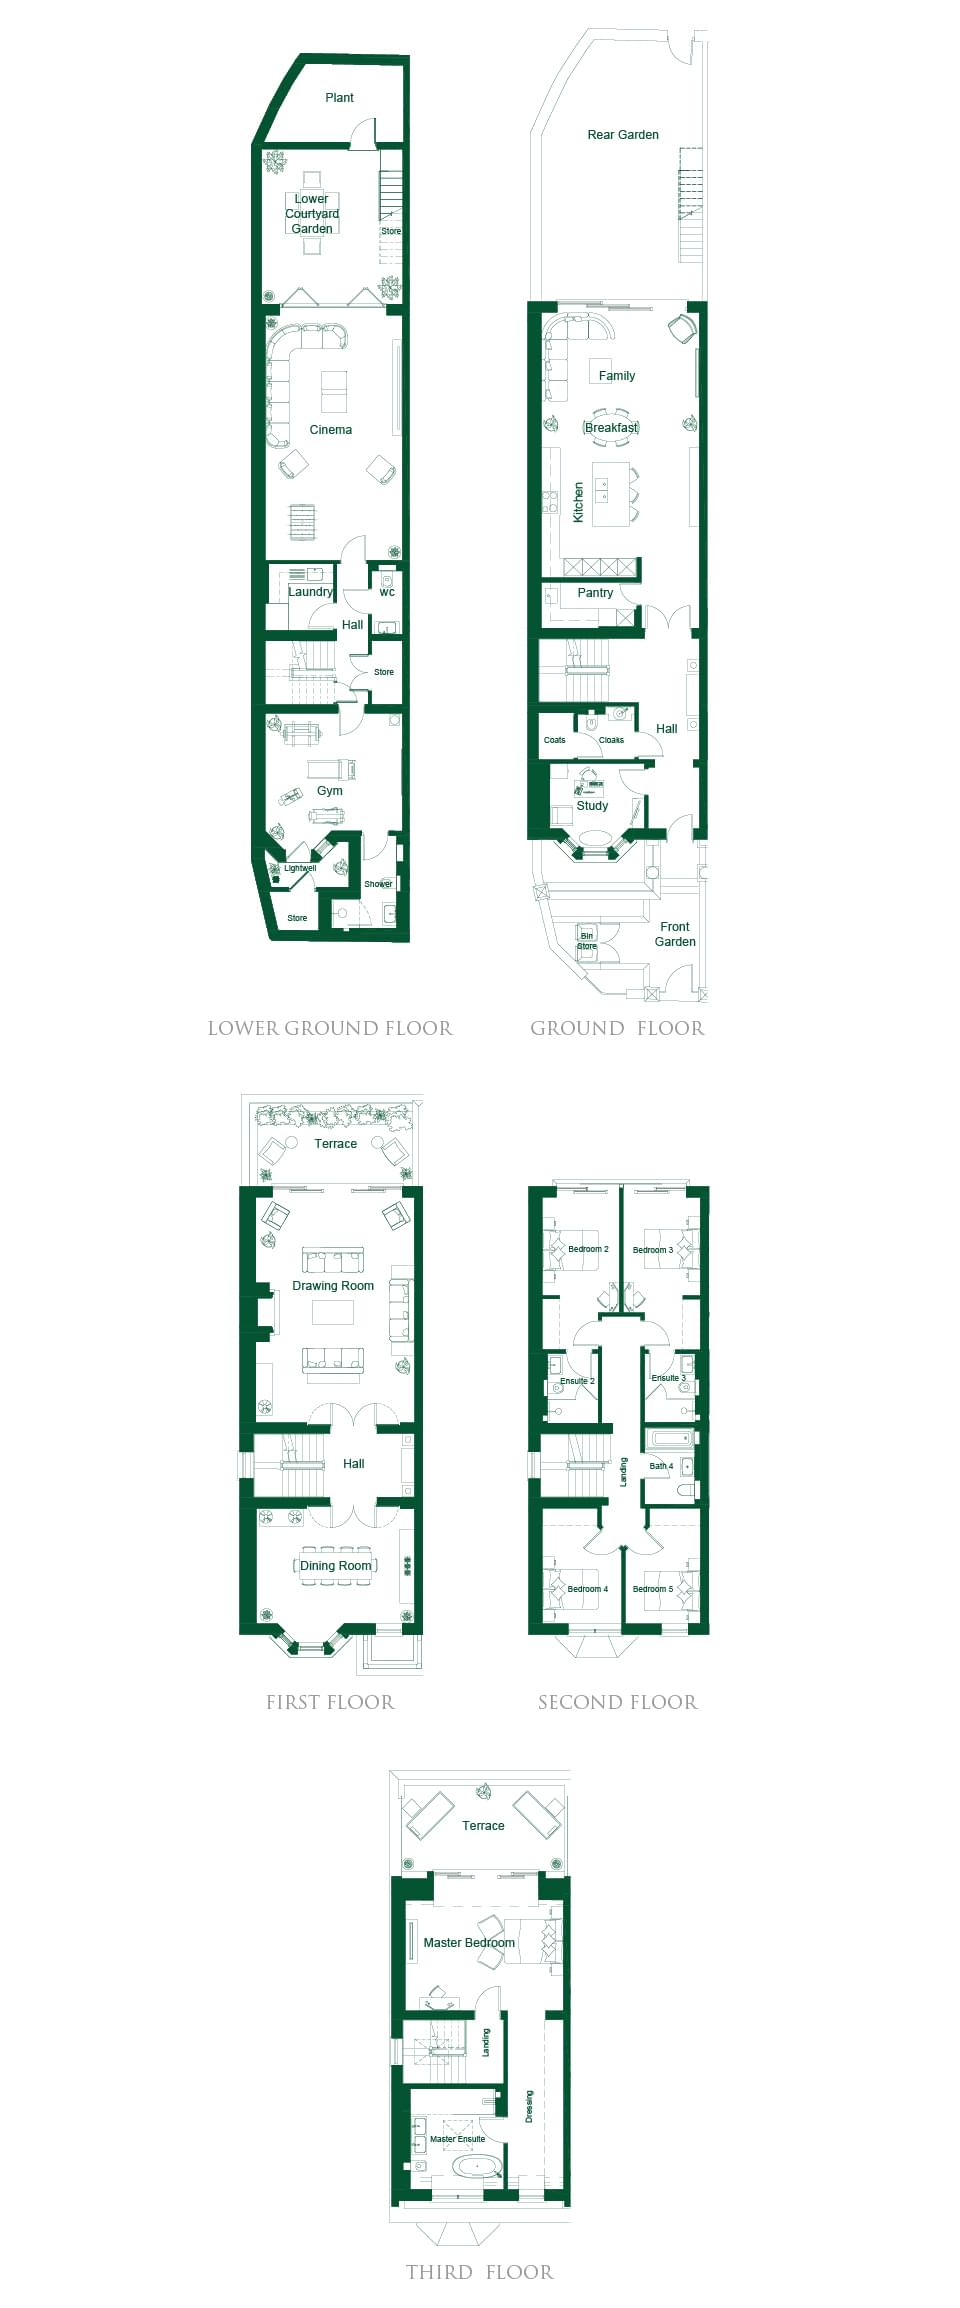 Plant
Lower
Courtyard
Garden
Store
Cinema
Laundry
wc
Hall
Store
Gym
Lightwell
Shower
Store
LOWER GROUND FLOOR
Rear Garden
Family
Breakfast
Kitchen
Pantry
Hall
Coats
Cloaks
Study
Front
Garden
Bin
Store
GROUND FLOOR
Terrace
Drawing Room
Hall
Dining Room
FIRST FLOOR
Bedroom 2
Bedroom 3
Ensuite 2
Ensuite 3
Landing
Bath 4
Bedroom 4
Bedroom 5
SECOND FLOOR
Terrace
Master Bedroom
Landing
Dressing
Master Ensuite
THIRD FLOOR